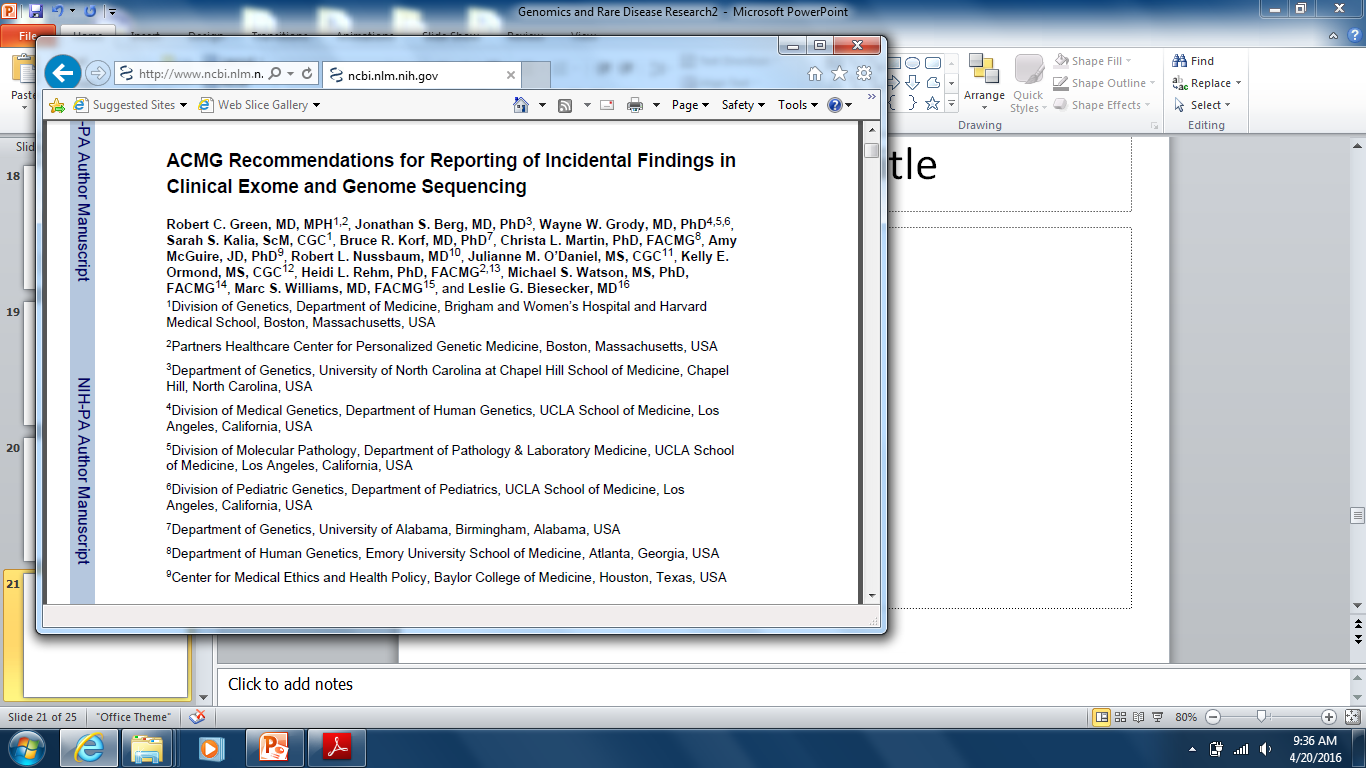 Genomics and Rare Disease Research2 - Microsoft PowerPoint
File
Paste
http://www.ncbi.nlm.n.
ncbi.nlm.nih.gov
Suggested Sites
Web Slice Gallery
Page
Safety
Tools
»
Arrange
Quick
Styles
Shape Fill
Shape Outline
Shape Effects
Drawing
Find
Replace
Select
Editing
18
19
20
21
-PA Author Manuscript
NIH-PA Author Manuscript
ACMG Recommendations for Reporting of Incidental Findings in
Clinical Exome and Genome Sequencing
Robert C. Green, MD, MPH1,2, Jonathan S. Berg, MD, PhD3, Wayne W. Grody, MD, PhD4,5,6,
Sarah S. Kalia, ScM, CGC1, Bruce R. Korf, MD, PhD7, Christa L. Martin, PhD, FACMG8, Amy
McGuire, JD, PhD9, Robert L. Nussbaum, MD10, Julianne M. O’Daniel, MS, CGC11, Kelly E.
Ormond, MS, CGC12, Heidi L. Rehm, PhD, FACMG2,13, Michael S. Watson, MS, PhD,
FACMG14, Marc S. Williams, MD, FACMG15, and Leslie G. Biesecker, MD16
1Division of Genetics, Department of Medicine, Brigham and Women’s Hospital and Harvard
Medical School, Boston, Massachusetts, USA
2Partners Healthcare Center for Personalized Genetic Medicine, Boston, Massachusetts, USA
3Department of Genetics, University of North Carolina at Chapel Hill School of Medicine, Chapel
Hill, North Carolina, USA
4Division of Medical Genetics, Department of Human Genetics, UCLA School of Medicine, Los
Angeles, California, USA
5Division of Molecular Pathology, Department of Pathology & Laboratory Medicine, UCLA School
of Medicine, Los Angeles, California, USA
6Division of Pediatric Genetics, Department of Pediatrics, UCLA School of Medicine, Los
Angeles, California, USA
7Department of Genetics, University of Alabama, Birmingham, Alabama, USA
8Department of Human Genetics, Emory University School of Medicine, Atlanta, Georgia, USA
9Center for Medical Ethics and Health Policy, Baylor College of Medicine, Houston, Texas, USA
tle
Click to add notes
Slide 21 of 25
"Office Theme"
80%
9:36 AM
4/20/2016